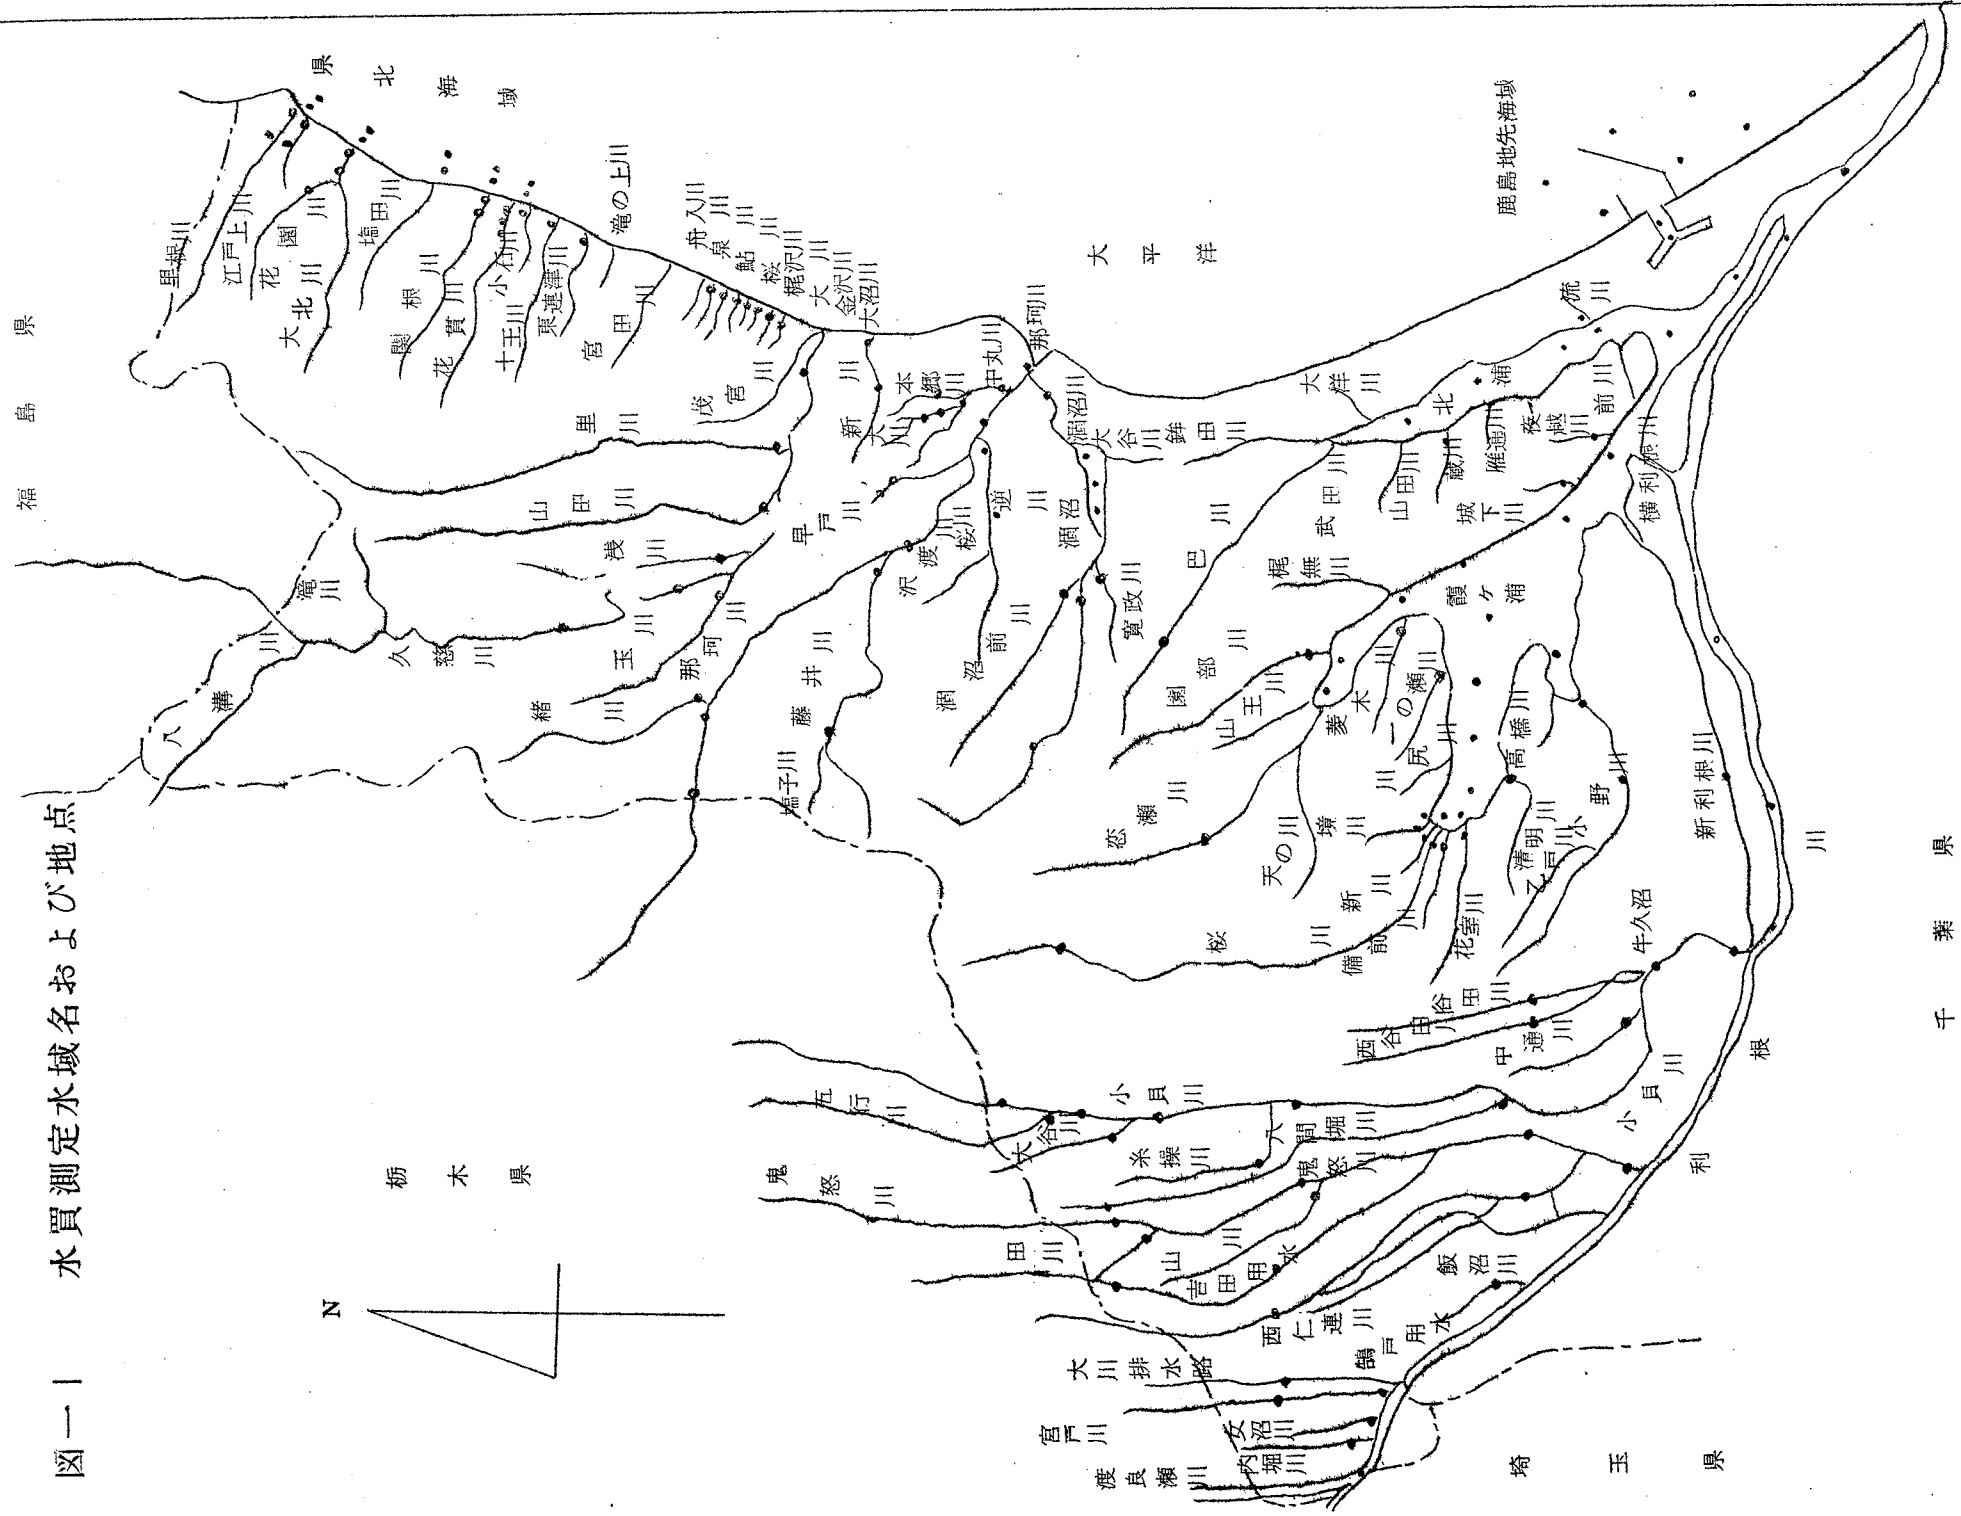 図－1 水買測定水域名および地点
N
福島県
栃木県
埼玉県
千葉県
大平洋
県北海域
鹿島地先海域
里根川
江戸上川
花園川
大北川
塩田川
関根川
花貫川
小石川
十王川
東連津川
宮田川
滝の上川
舟入川
泉川
鮎川
桜川
梶沢川
大川
金沢川
大沼川
茂宮川
新川
里川
山田川
浅川
玉川
久慈川
滝川
八溝川
緒川
那珂川
本郷川
大川
中丸川
那珂川
早戸川
沢渡川
桜川
逆川
藤井川
塩子川
涸沼川
大谷川
鉾田川
涸沼
涸沼前川
寛政川
巴川
大洋川
北浦
流川
武田川
山田川
蔵川
雁通川
夜越川
前川
城下川
横利根川
梶無川
霞ケ浦
園部川
山王川
菱木川
一の瀬川
尻川
川
恋瀬川
天の川
境川
新川
備前川
桜川
花室川
高橋川
清明川
乙戸川
小野川
新利根川
牛久沼
谷田川
西谷田川
中通川
小貝川
五行川
大谷川
小貝川
糸操川
八間堀川
鬼怒川
鬼怒川
田川
山川
吉田用水
西仁連川
飯沼川
鵠戸用水
大川排水路
宮戸川
女沼川
内堀川
渡良瀬川
利根川